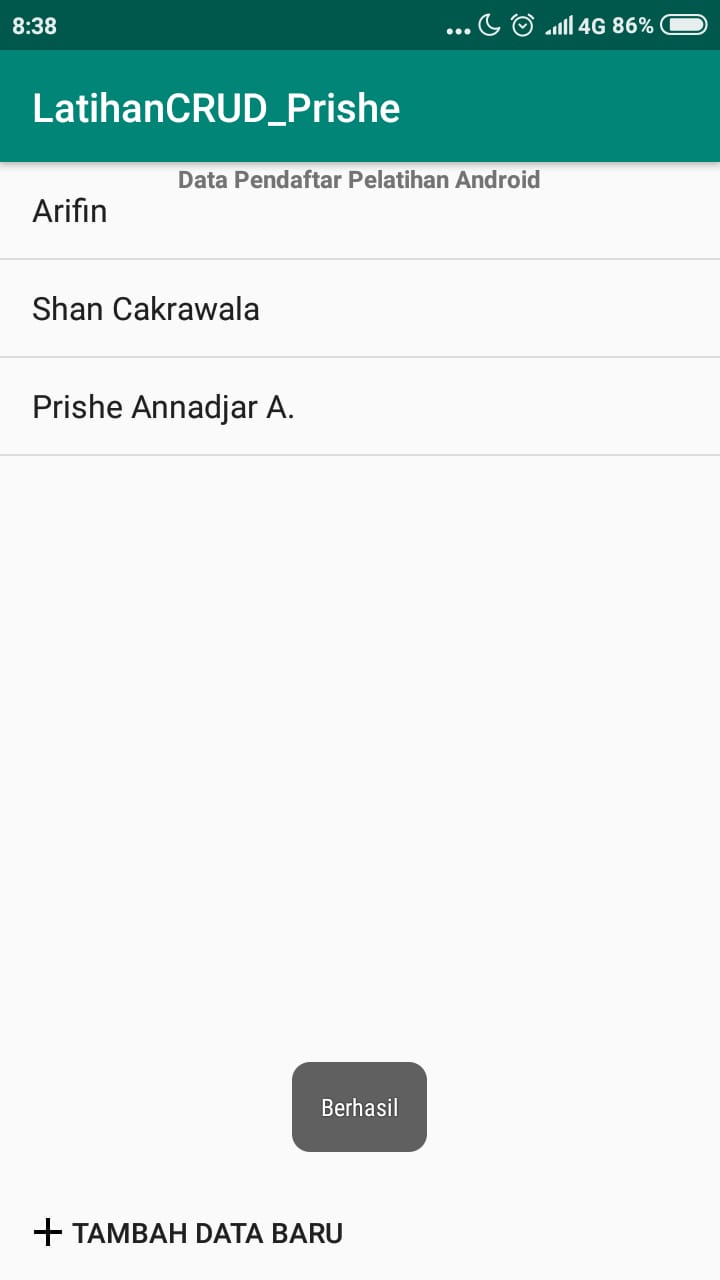 8:38
4G 86%
LatihanCRUD_Prishe
Data Pendaftar Pelatihan Android
Arifin
Shan Cakrawala
Prishe Annadjar A.
Berhasil
TAMBAH DATA BARU